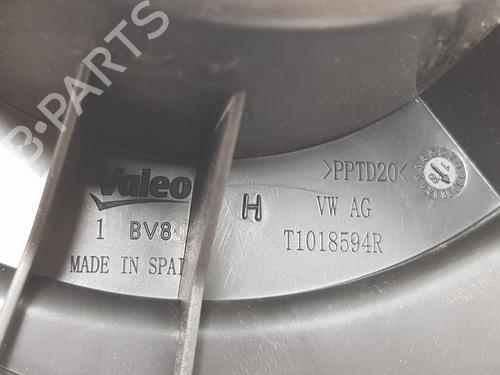 B-PARTS
Valeo
1 BV8
MADE IN SPAI
H
>PPTD20<
VW AG
T1018594R